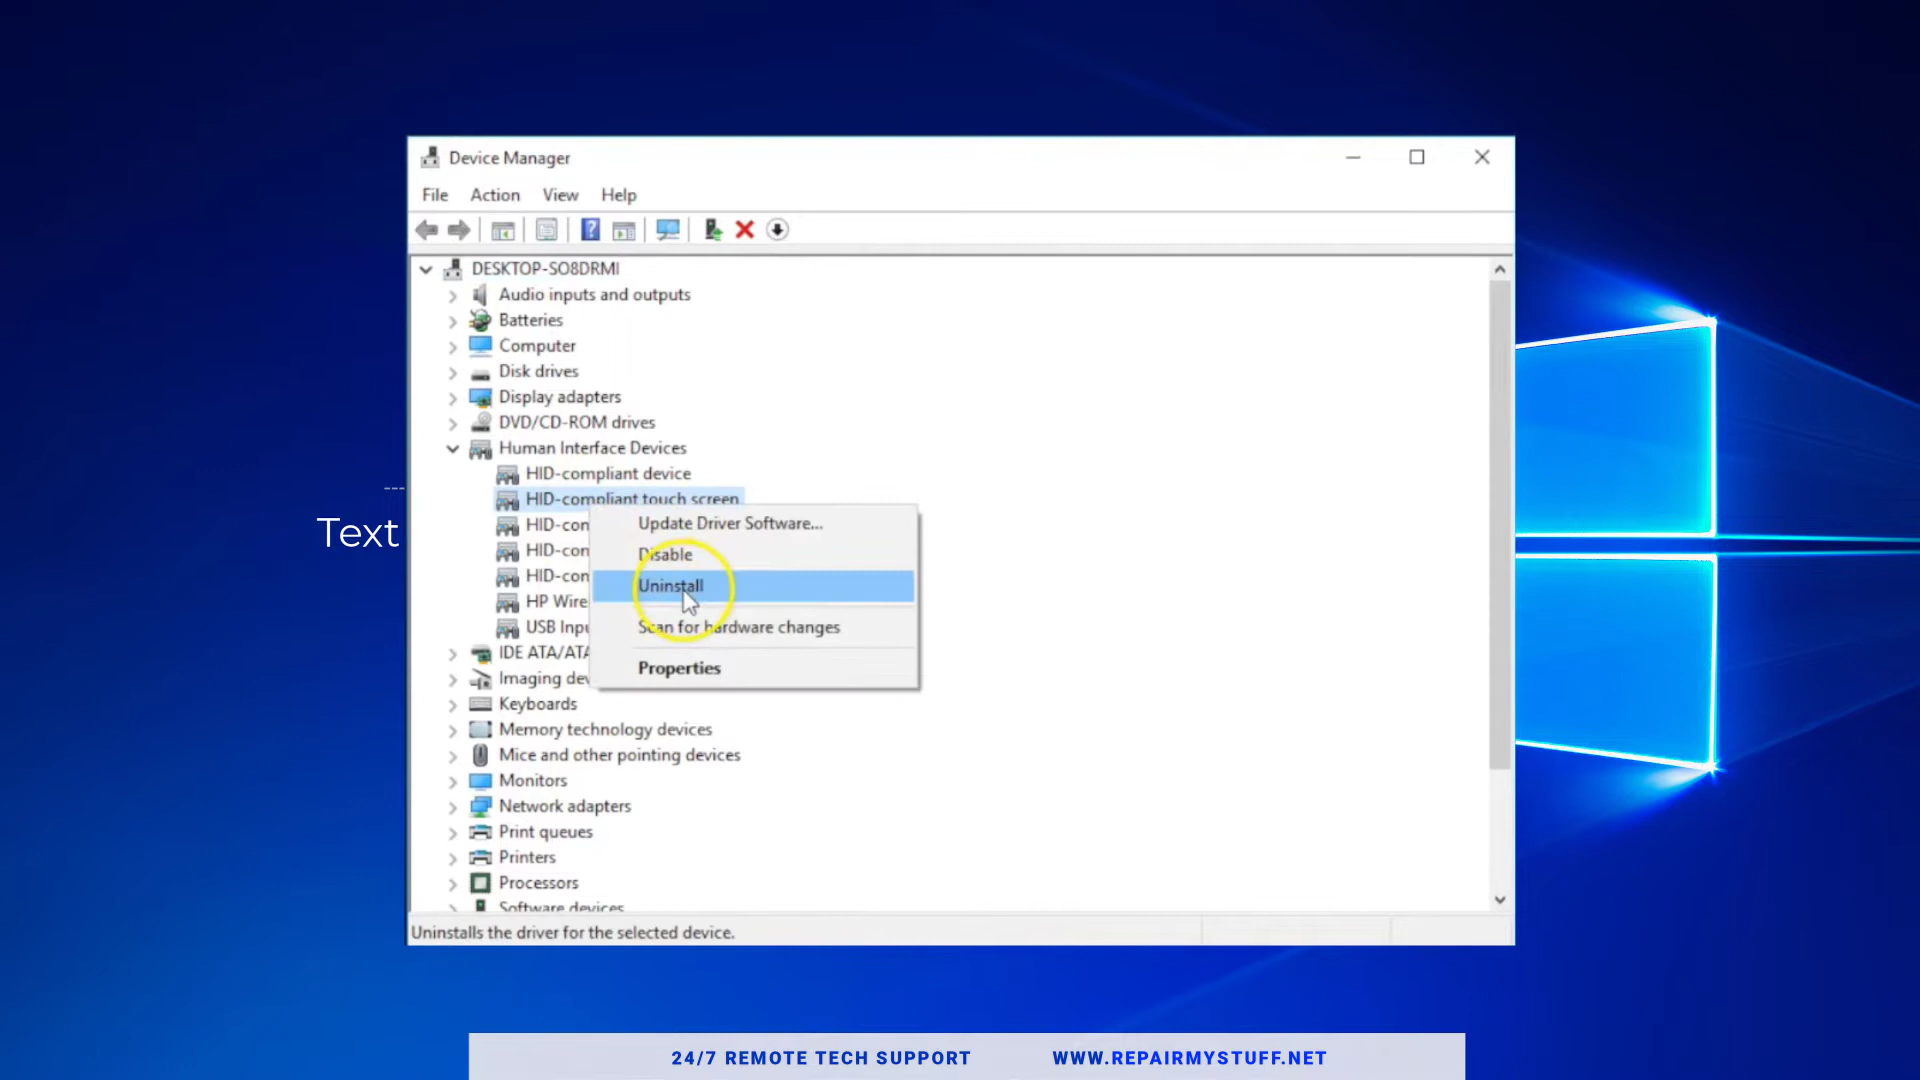 Device Manager
File Action View Help
DESKTOP-SO8DRMI
Audio inputs and outputs
Batteries
Computer
Disk drives
Display adapters
DVD/CD-ROM drives
Human Interface Devices
HID-compliant device
HID-compliant touch screen
HID-con
HID-con
HID-con
HP Wire
USB Inpu
IDE ATA/ATA
Imaging dev
Keyboards
Memory technology devices
Mice and other pointing devices
Monitors
Network adapters
Print queues
Printers
Processors
Software devices
Update Driver Software...
Disable
Uninstall
Scan for hardware changes
Properties
Uninstalls the driver for the selected device.
Text
24/7 REMOTE TECH SUPPORT WWW.REPAIRMYSTUFF.NET